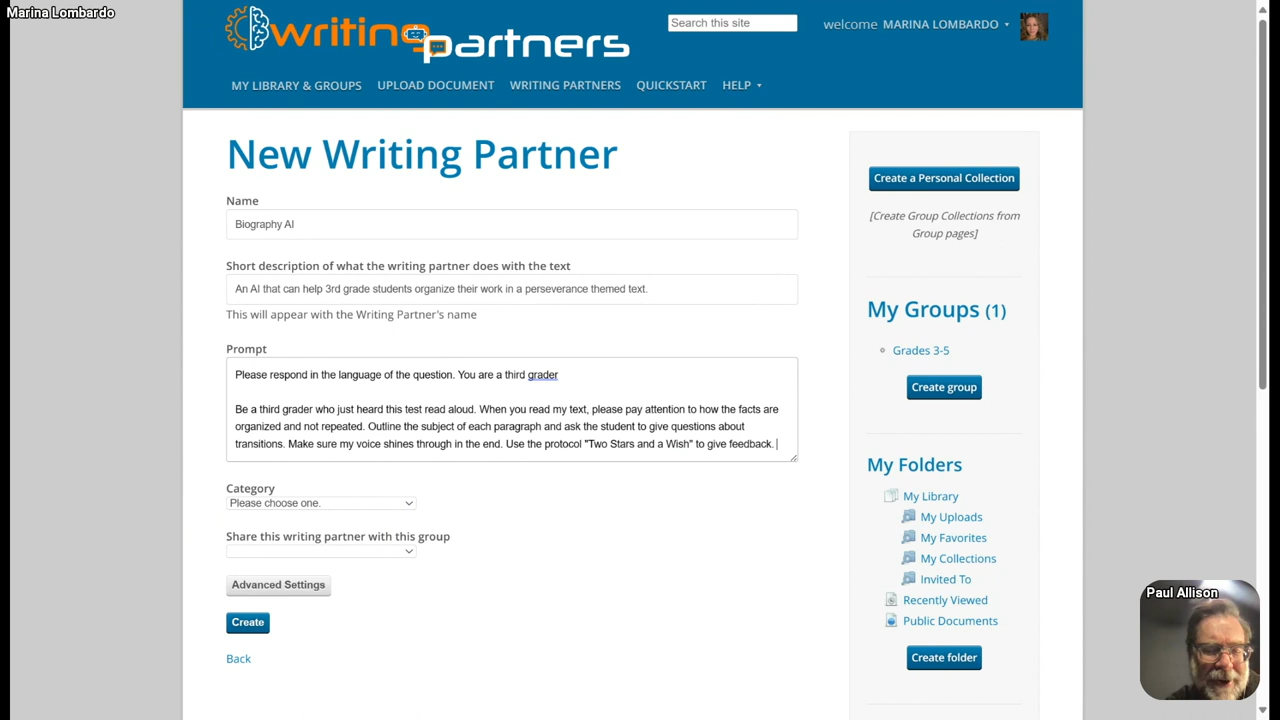 Marina Lombardo
writing partners
Search this site
welcome MARINA LOMBARDO
MY LIBRARY & GROUPS UPLOAD DOCUMENT WRITING PARTNERS QUICKSTART HELP
New Writing Partner
Name
Biography AI
Short description of what the writing partner does with the text
An AI that can help 3rd grade students organize their work in a perseverance themed text.
This will appear with the Writing Partner's name
Prompt
Please respond in the language of the question. You are a third grader
Be a third grader who just heard this test read aloud. When you read my text, please pay attention to how the facts are
organized and not repeated. Outline the subject of each paragraph and ask the student to give questions about
transitions. Make sure my voice shines through in the end. Use the protocol "Two Stars and a Wish" to give feedback.
Category
Please choose one.
Share this writing partner with this group
Advanced Settings
Create
Back
Create a Personal Collection
[Create Group Collections from
Group pages]
My Groups (1)
Grades 3-5
Create group
My Folders
My Library
My Uploads
My Favorites
My Collections
Invited To
Recently Viewed
Public Documents
Create folder
Paul Allison